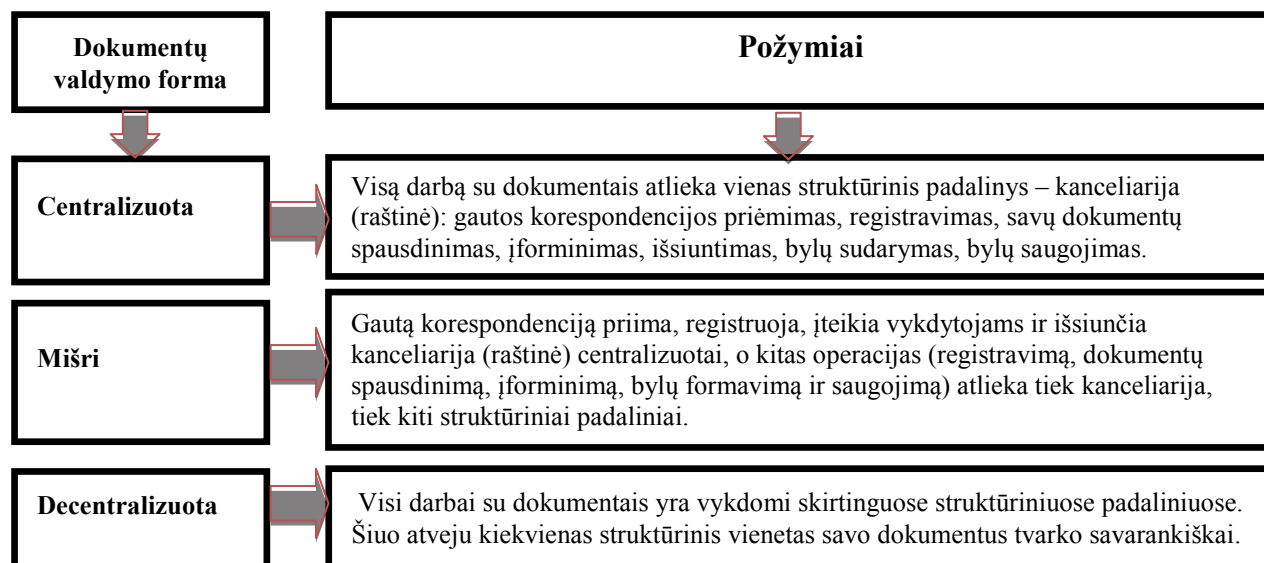 Dokumentų
valdymo forma
Požymiai
Centralizuota
Visą darbą su dokumentais atlieka vienas struktūrinis padalinys – kanceliarija
(raštinė): gautos korespondencijos priėmimas, registravimas, savų dokumentų
spausdinimas, įforminimas, išsiuntimas, bylų sudarymas, bylų saugojimas.
Mišri
Gautą korespondenciją priima, registruoja, įteikia vykdytojams ir išsiunčia
kanceliarija (raštinė) centralizuotai, o kitas operacijas (registravimą, dokumentų
spausdinimą, įforminimą, bylų formavimą ir saugojimą) atlieka tiek kanceliarija,
tiek kiti struktūriniai padaliniai.
Decentralizuota
Visi darbai su dokumentais yra vykdomi skirtinguose struktūriniuose padaliniuose.
Šiuo atveju kiekvienas struktūrinis vienetas savo dokumentus tvarko savarankiškai.